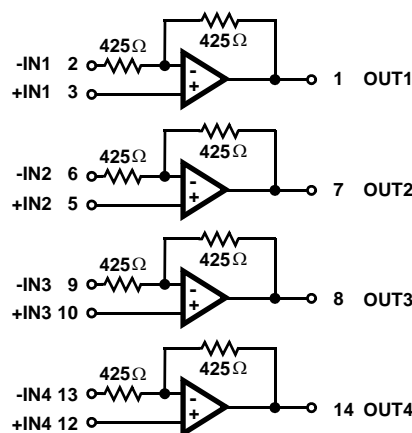 425Ω
425Ω
-IN1 2
+IN1 3
- +
1 OUT1
425Ω
425Ω
-IN2 6
+IN2 5
- +
7 OUT2
425Ω
425Ω
-IN3 9
+IN3 10
- +
8 OUT3
425Ω
425Ω
-IN4 13
+IN4 12
- +
14 OUT4